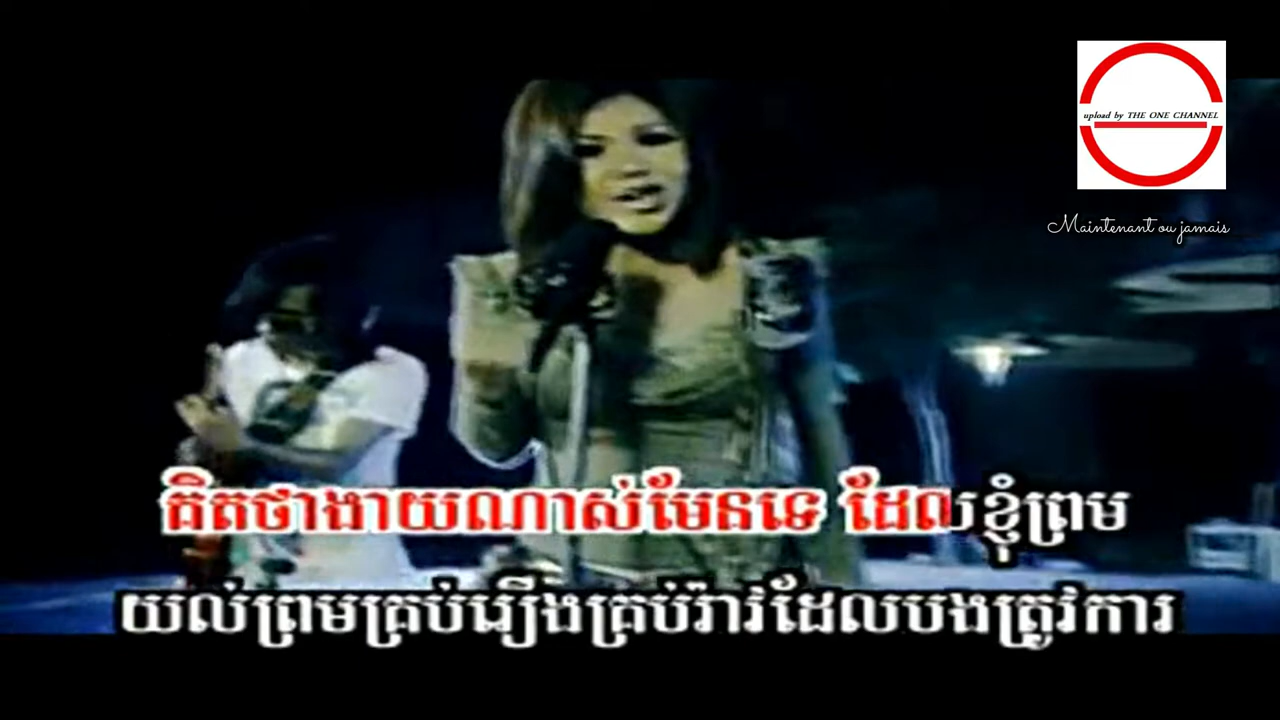 upload by THE ONE CHANNEL
Maintenant ou jamais
គិតថាងាយណាស់មែនទេ ដែលខ្ញុំព្រម
យល់ព្រមគ្រប់រឿងគ្រប់រ៉ាវដែលបងត្រូវការ